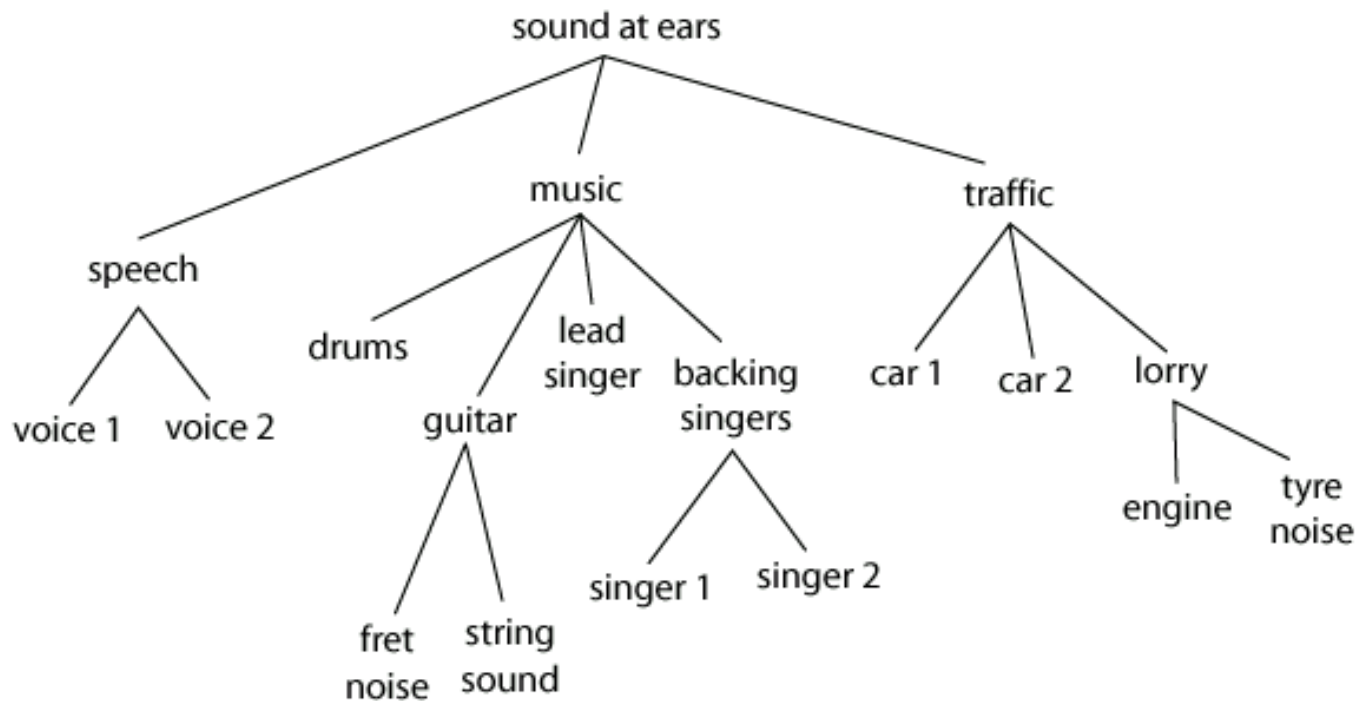 sound at ears
music
traffic
speech
drums
lead
singer
backing
singers
car 1
car 2
lorry
voice 1
voice 2
guitar
engine
tyre
noise
singer 1
singer 2
fret
noise
string
sound